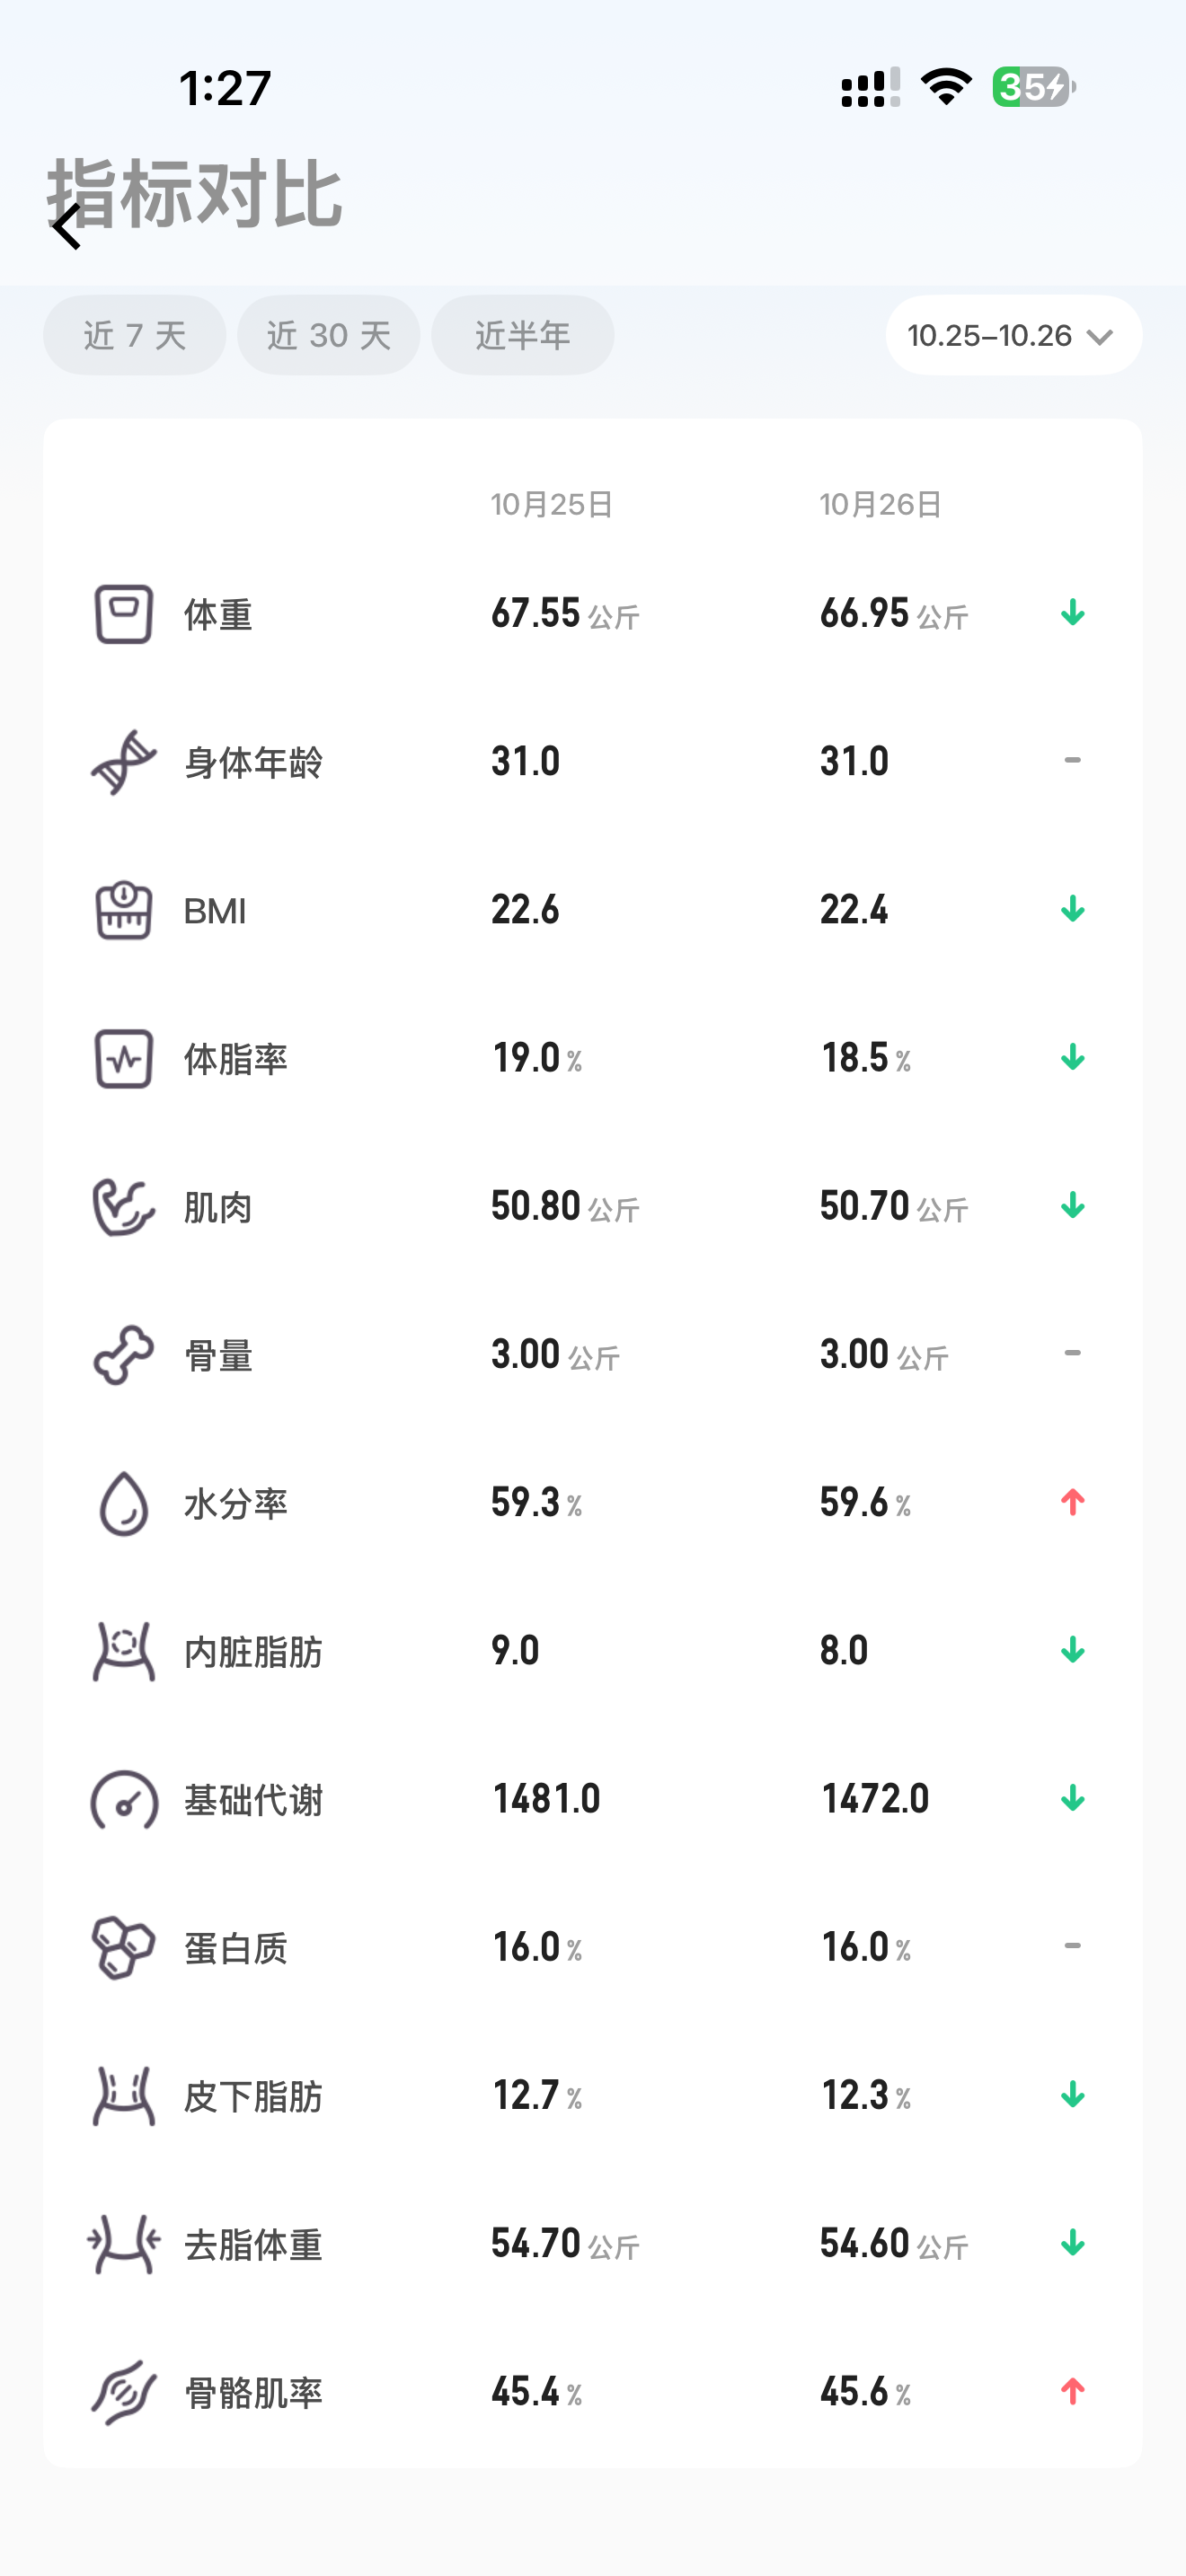 1:27
35
指标对比
近 7 天 近 30 天 近半年 10.25–10.26
10月25日 10月26日
体重 67.55 公斤 66.95 公斤
身体年龄 31.0 31.0 -
BMI 22.6 22.4
体脂率 19.0 % 18.5 %
肌肉 50.80 公斤 50.70 公斤
骨量 3.00 公斤 3.00 公斤 -
水分率 59.3 % 59.6 %
内脏脂肪 9.0 8.0
基础代谢 1481.0 1472.0
蛋白质 16.0 % 16.0 % -
皮下脂肪 12.7 % 12.3 %
去脂体重 54.70 公斤 54.60 公斤
骨骼肌率 45.4 % 45.6 %